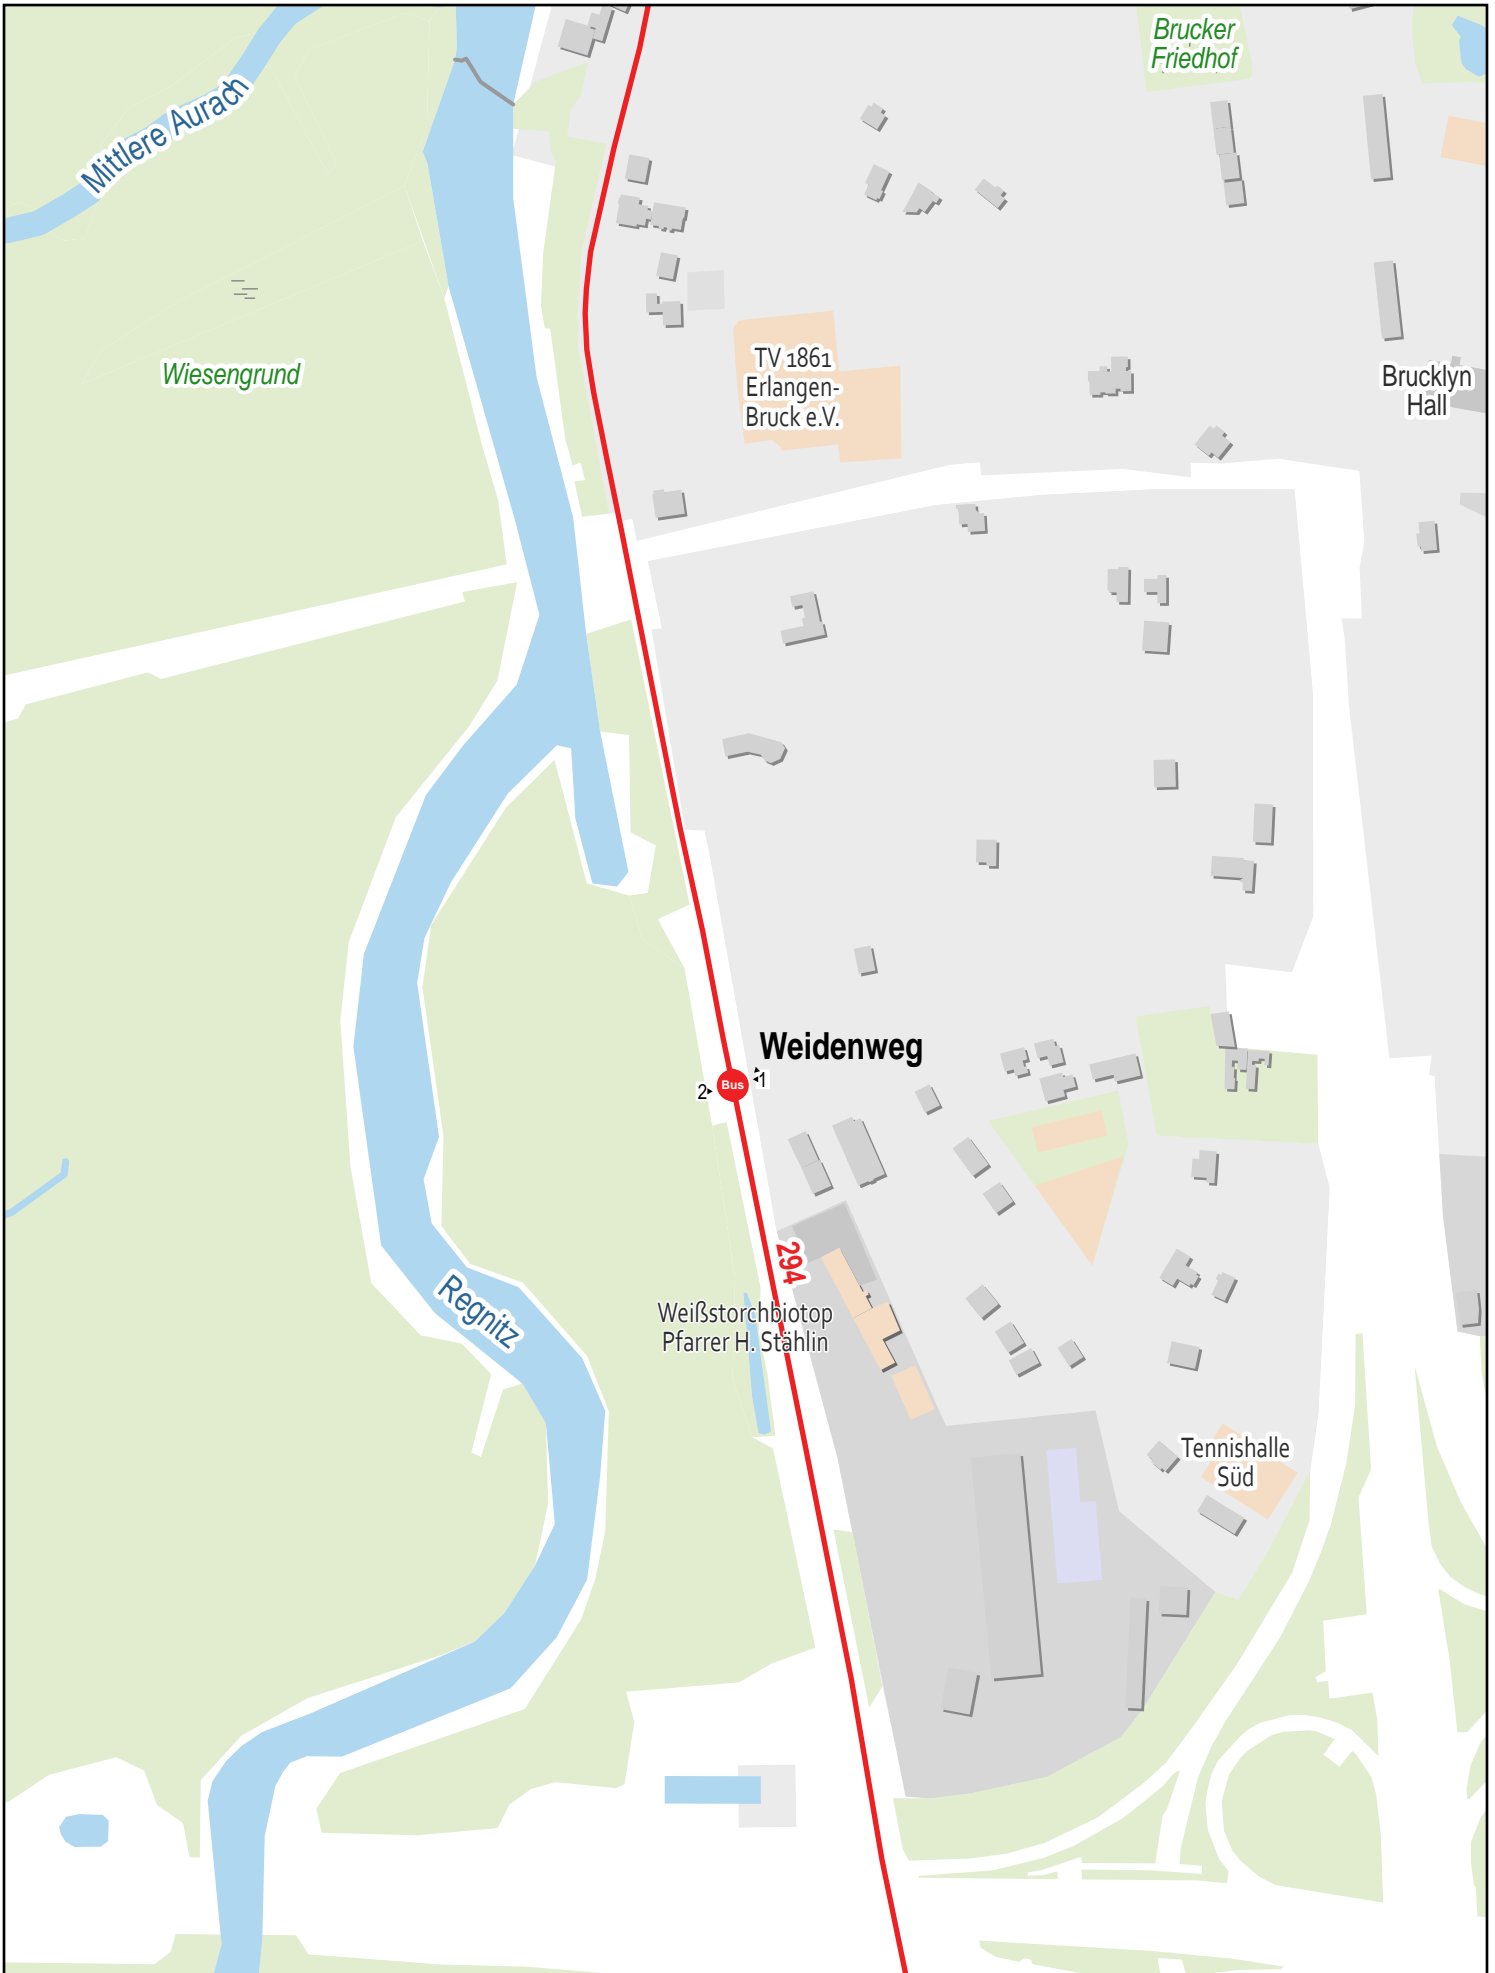 Brucker
Friedhof
Mittlere Aurach
Wiesengrund
TV 1861
Erlangen-
Bruck e.V.
Brucklyn
Hall
Weidenweg
2
Bus
1
294
Regnitz
Weißstorchbiotop
Pfarrer H. Stählin
Tennishalle
Süd